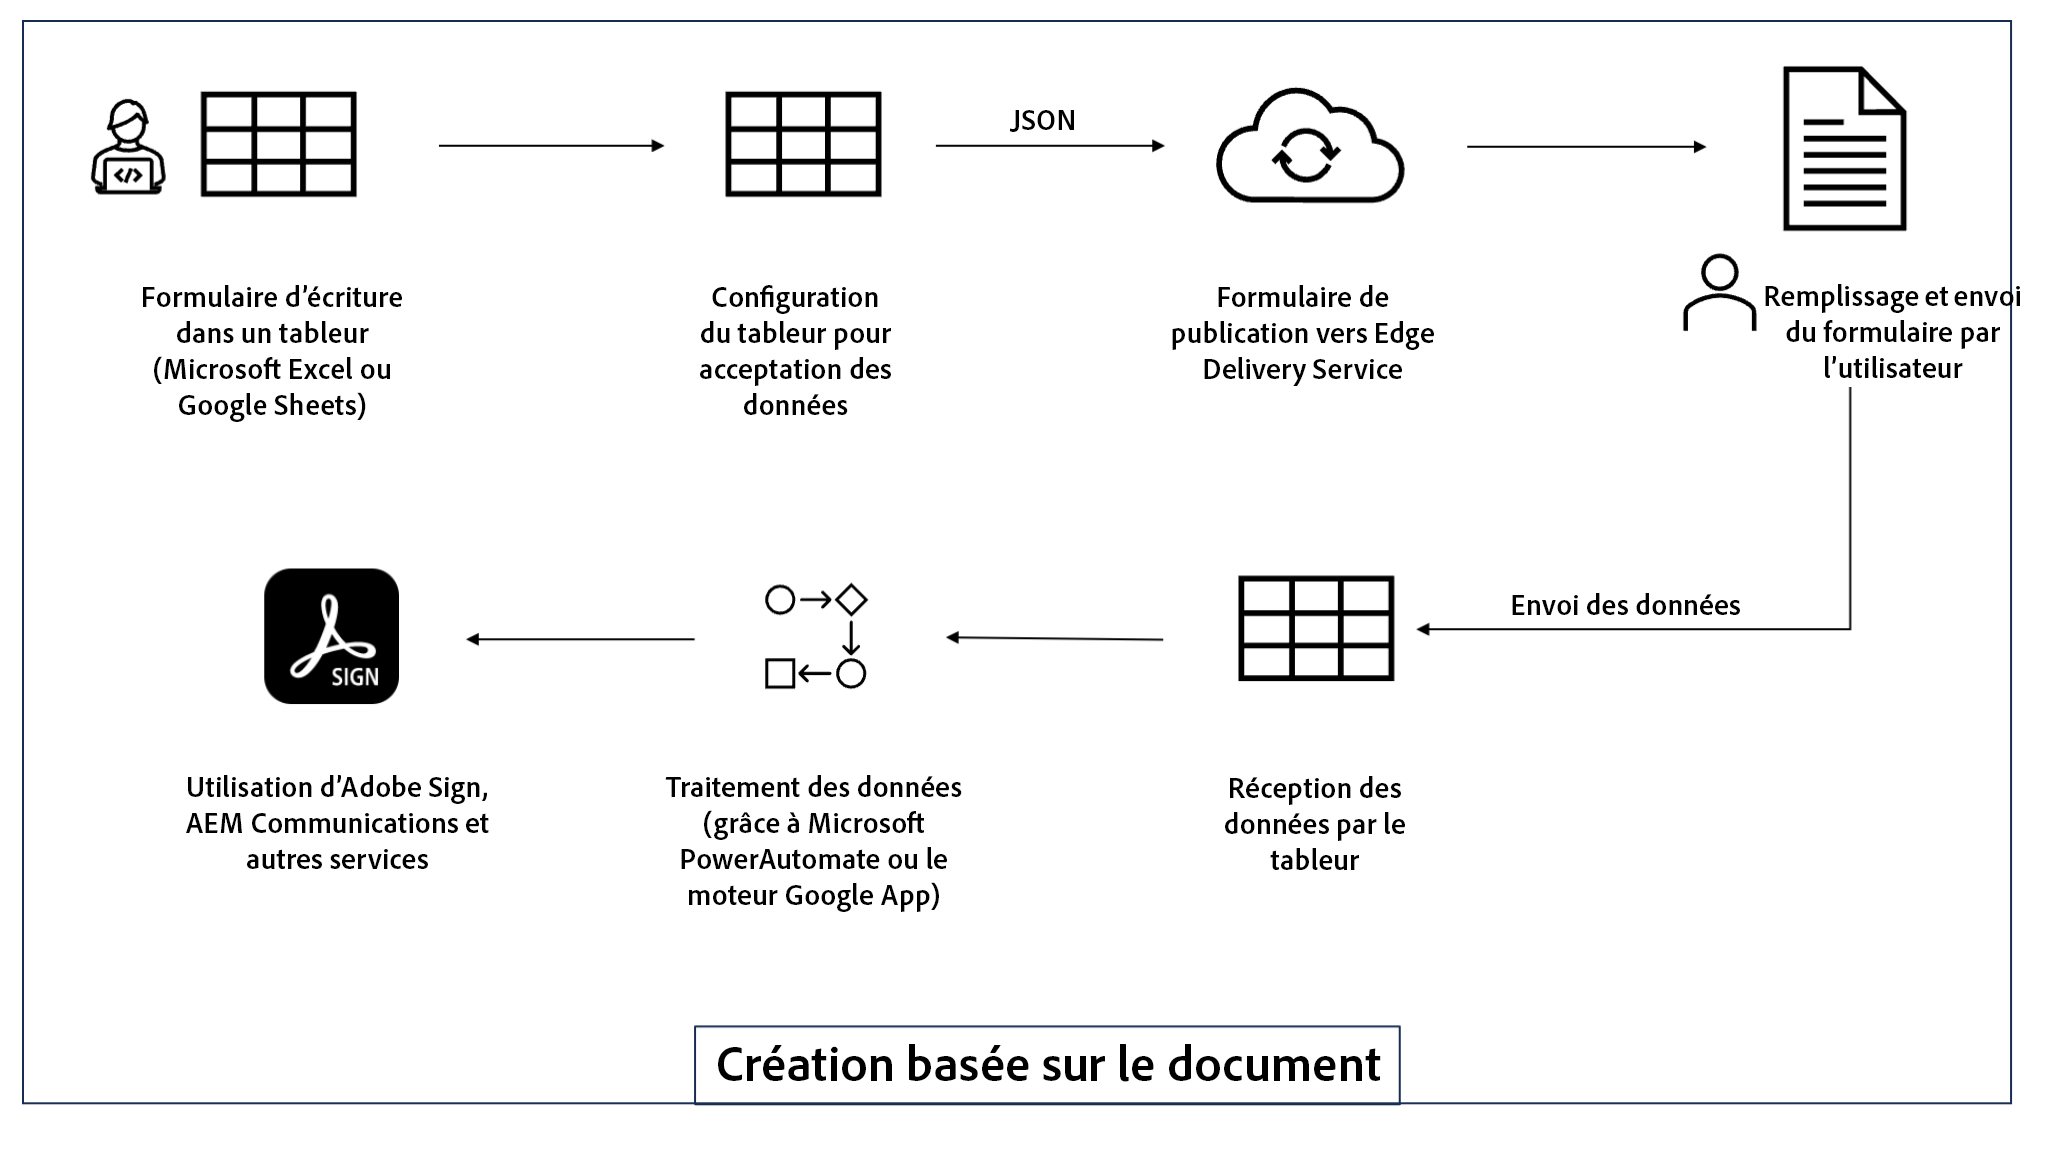 JSON
Formulaire d’écriture
dans un tableur
(Microsoft Excel ou
Google Sheets)
Configuration
du tableur pour
acceptation des
données
Formulaire de
publication vers Edge
Delivery Service
Remplissage et envoi
du formulaire par
l’utilisateur
Envoi des données
SIGN
Utilisation d’Adobe Sign,
AEM Communications et
autres services
Traitement des données
(grâce à Microsoft
PowerAutomate ou le
moteur Google App)
Réception des
données par le
tableur
Création basée sur le document